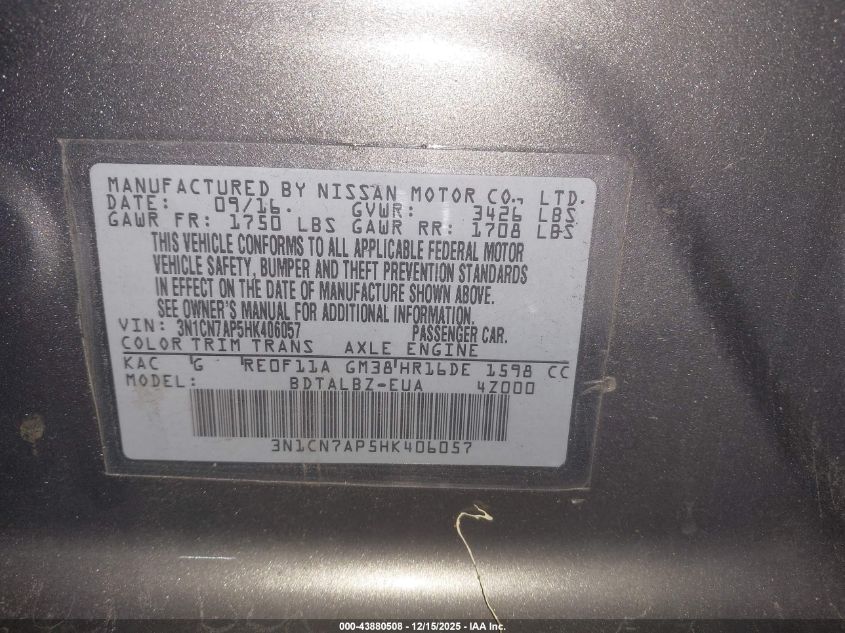 MANUFACTURED BY NISSAN MOTOR CO., LTD.
DATE: 09/16. GVWR: 3426 LBS
GAWR FR: 1750 LBS GAWR RR: 1708 LBS
THIS VEHICLE CONFORMS TO ALL APPLICABLE FEDERAL MOTOR
VEHICLE SAFETY, BUMPER AND THEFT PREVENTION STANDARDS
IN EFFECT ON THE DATE OF MANUFACTURE SHOWN ABOVE.
SEE OWNER'S MANUAL FOR ADDITIONAL INFORMATION.
VIN: 3N1CN7AP5HK406057 PASSENGER CAR.
COLOR TRIM TRANS AXLE ENGINE
KAC G RE0F11A GM38 HR16DE 1598 CC
MODEL: BDTALBZ-EUA 4Z000
3N1CN7AP5HK406057
000-43880508 - 12/15/2025 - IAA Inc.